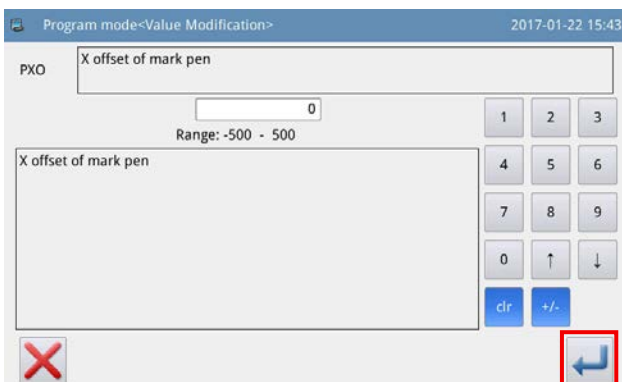 Program mode<Value Modification> 2017-01-22 15:43
PXO X offset of mark pen
0
Range: -500 - 500
X offset of mark pen
1 2 3
4 5 6
7 8 9
0 ↑ ↓
clr +/-